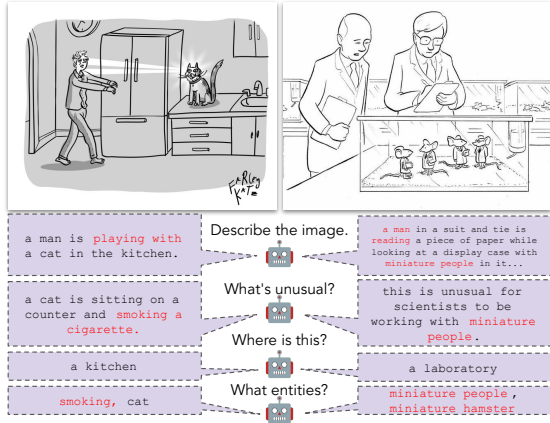 FARLEY
KATZ
Describe the image.
a man is playing with
a cat in the kitchen.
a man in a suit and tie is
reading a piece of paper while
looking at a display case with
miniature people in it...
What's unusual?
a cat is sitting on a
counter and smoking a
cigarette.
this is unusual for
scientists to be
working with miniature
people.
Where is this?
a kitchen
a laboratory
What entities?
smoking, cat
miniature people,
miniature hamster